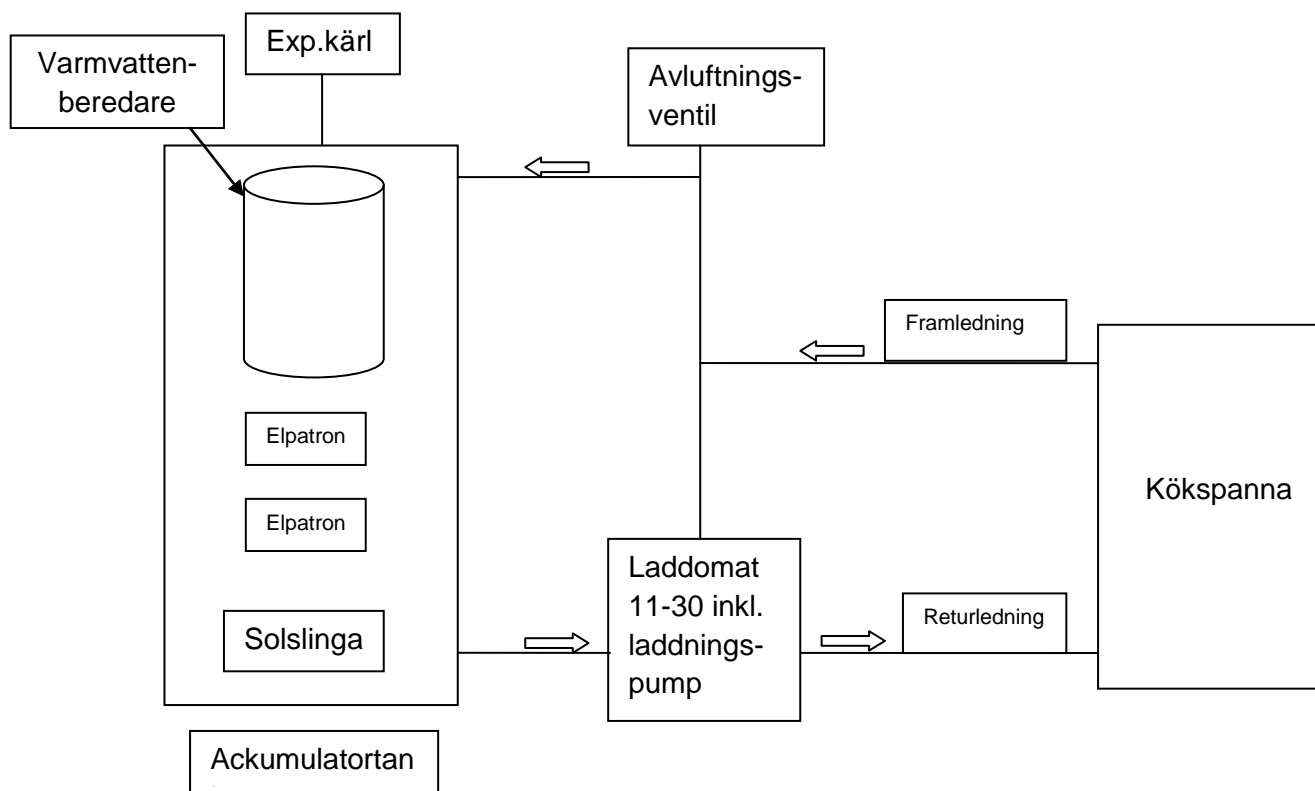 Exp.kärl
Varmvatten-
beredare
Avluftnings-
ventil
Framledning
Elpatron
Kökspanna
Elpatron
Laddomat
11-30 inkl.
laddnings-
pump
Returledning
Solslinga
Ackumulatortan